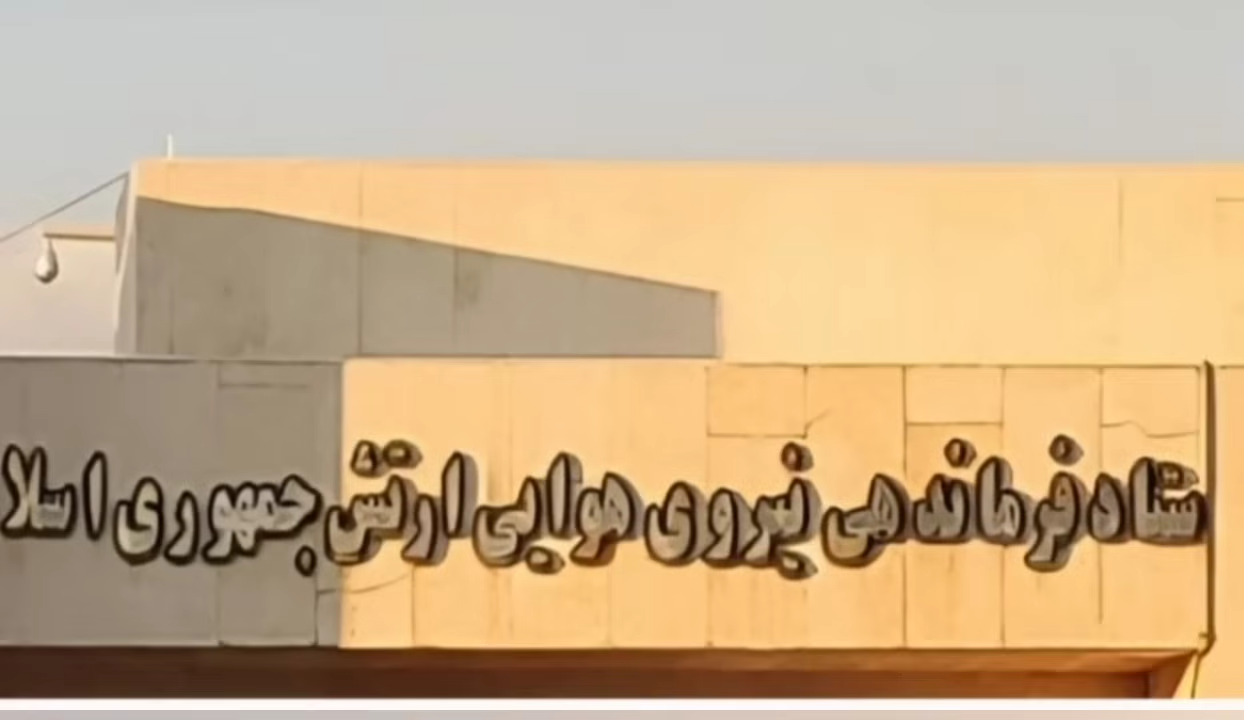 ستاد فرماندهی نیروی هوایی ارتش جمهوری اسلا